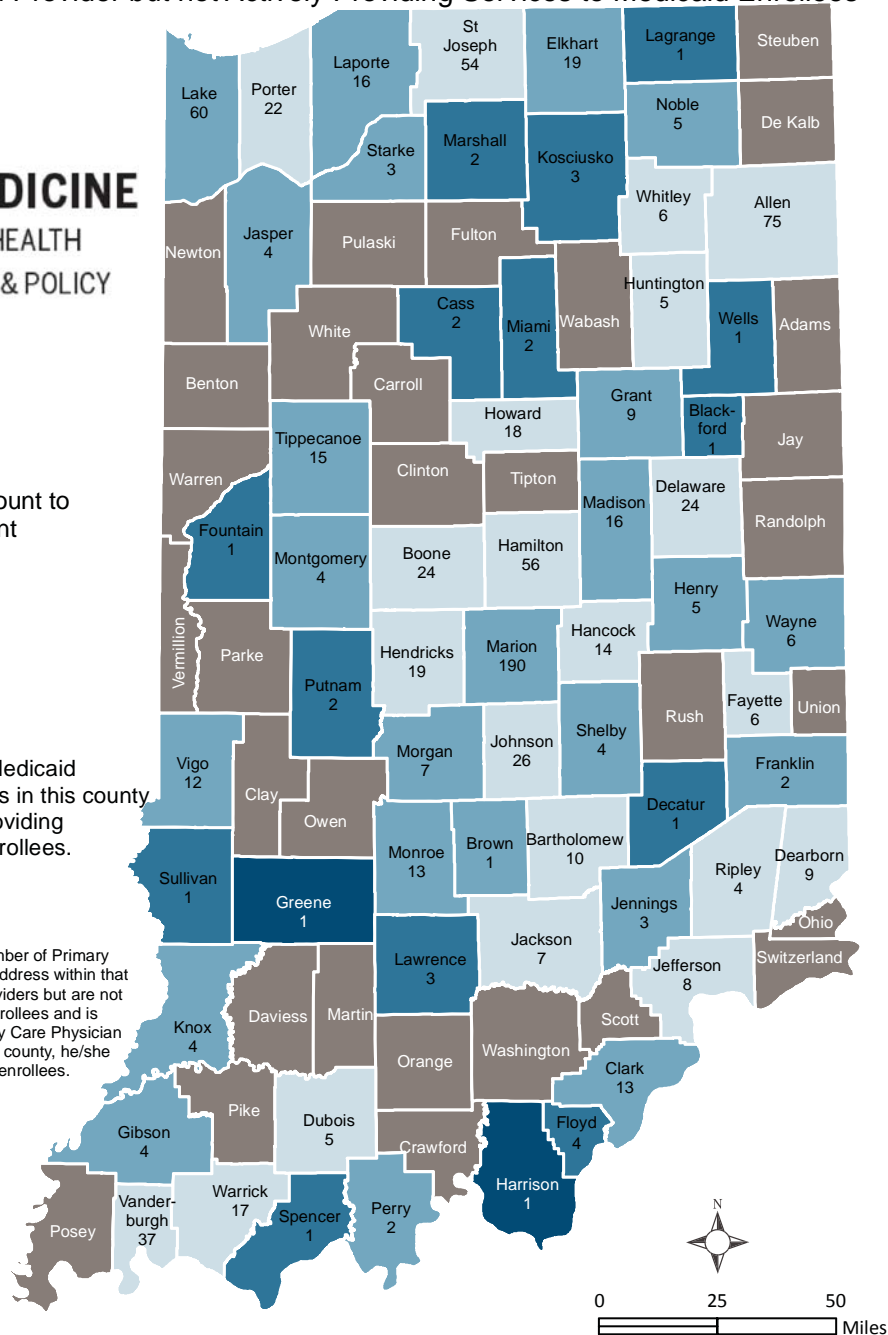 Provider but not Actively Providing Services to Medicaid Enrollees
St
Joseph
54
Elkhart
19
Lagrange
1
Steuben
Laporte
16
Lake
60
Porter
22
Noble
5
De Kalb
Starke
3
Marshall
2
Kosciusko
3
DICINE
HEALTH
& POLICY
Whitley
6
Allen
75
Newton
Jasper
4
Pulaski
Fulton
Huntington
5
White
Cass
2
Miami
2
Wabash
Wells
1
Adams
Benton
Carroll
Grant
9
Black-
ford
1
Howard
18
Jay
Tippecanoe
15
Warren
Clinton
Tipton
Delaware
24
Madison
16
ount to
nt
Randolph
Fountain
1
Montgomery
4
Boone
24
Hamilton
56
Henry
5
Wayne
6
Vermillion
Parke
Hendricks
19
Marion
190
Hancock
14
Putnam
2
Fayette
6
Union
Rush
Vigo
12
Morgan
7
Johnson
26
Shelby
4
Franklin
2
Medicaid
s in this county
oviding
rollees.
Clay
Owen
Decatur
1
Monroe
13
Brown
1
Bartholomew
10
Ripley
4
Dearborn
9
Sullivan
1
Greene
1
Jennings
3
Ohio
Jackson
7
Switzerland
Lawrence
3
Jefferson
8
mber of Primary
address within that
viders but are not
rollees and is
y Care Physician
county, he/she
enrollees.
Daviess
Martin
Knox
4
Scott
Orange
Washington
Clark
13
Pike
Dubois
5
Floyd
4
Gibson
4
Crawford
Harrison
1
Warrick
17
Vander-
burgh
37
Spencer
1
Perry
2
Posey
N
0 25 50
Miles